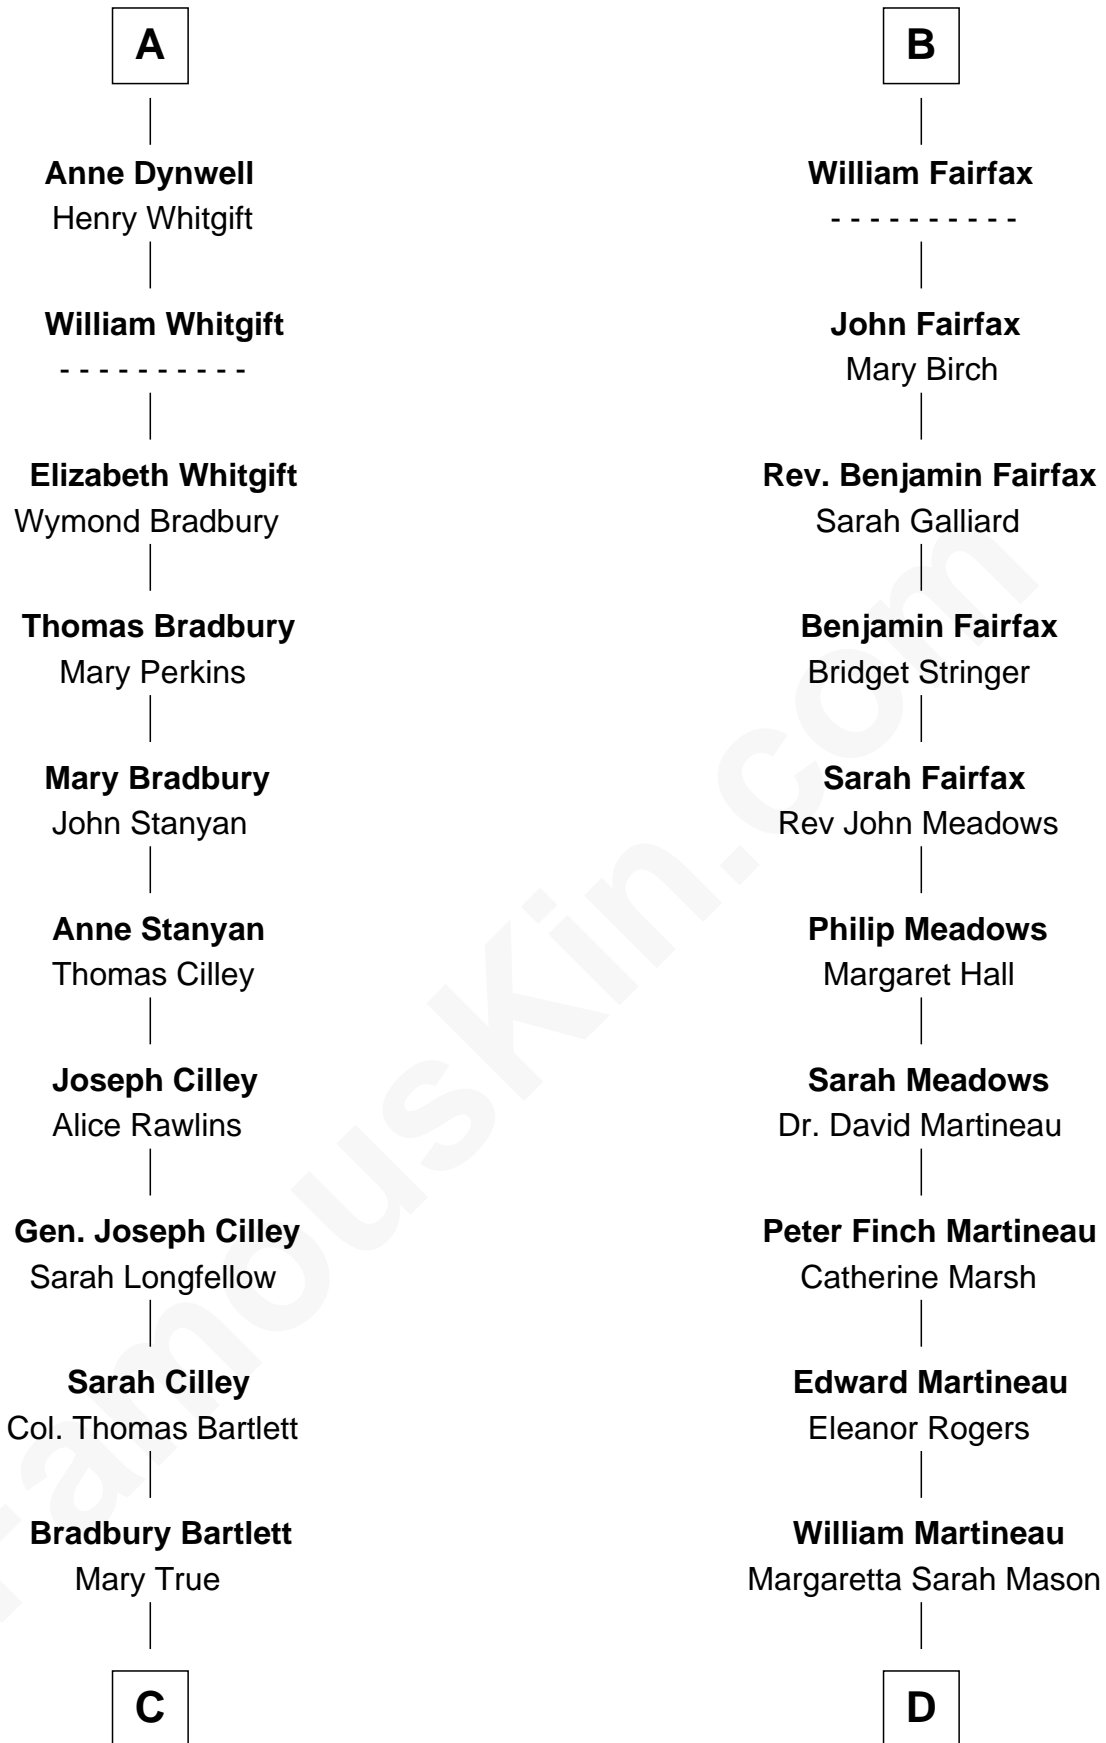 A
Anne Dynwell
Henry Whitgift
William Whitgift
- - - - - - - - - -
Elizabeth Whitgift
Wymond Bradbury
Thomas Bradbury
Mary Perkins
Mary Bradbury
John Stanyan
Anne Stanyan
Thomas Cilley
Joseph Cilley
Alice Rawlins
Gen. Joseph Cilley
Sarah Longfellow
Sarah Cilley
Col. Thomas Bartlett
Bradbury Bartlett
Mary True
C
B
William Fairfax
- - - - - - - - - -
John Fairfax
Mary Birch
Rev. Benjamin Fairfax
Sarah Galliard
Benjamin Fairfax
Bridget Stringer
Sarah Fairfax
Rev John Meadows
Philip Meadows
Margaret Hall
Sarah Meadows
Dr. David Martineau
Peter Finch Martineau
Catherine Marsh
Edward Martineau
Eleanor Rogers
William Martineau
Margaretta Sarah Mason
D
FamousKin.com